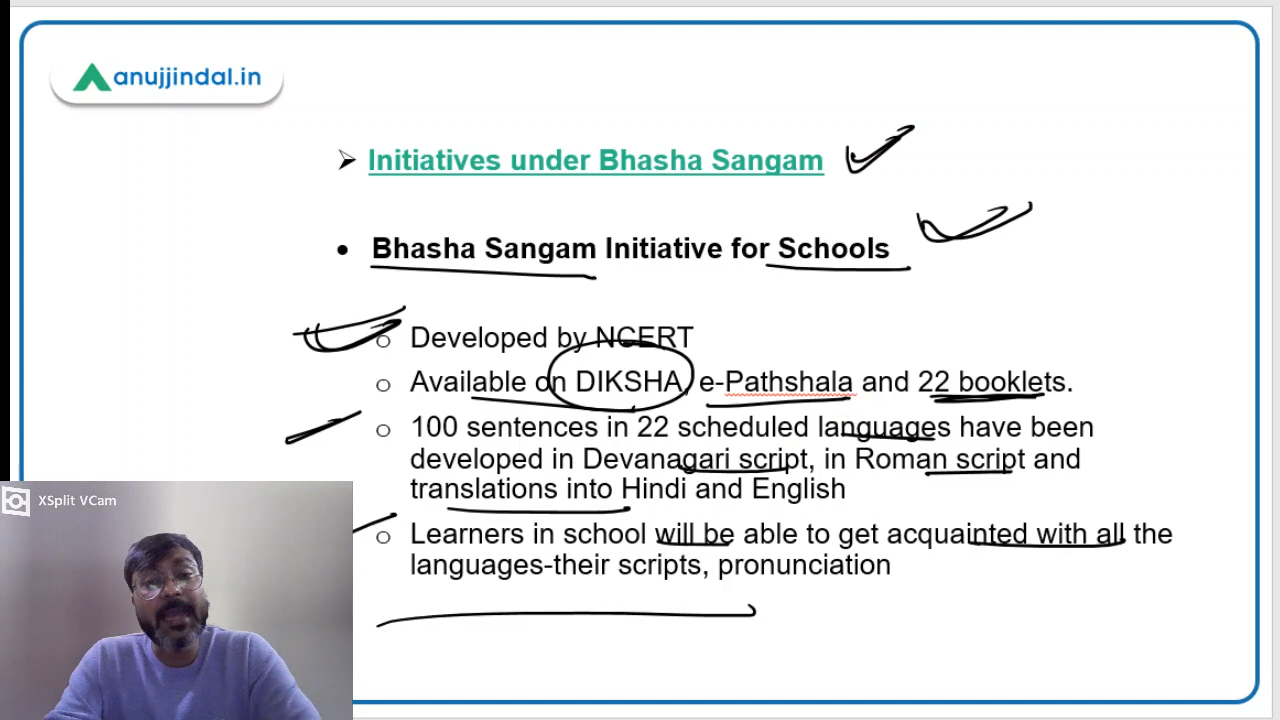 anujjindal.in
➢ Initiatives under Bhasha Sangam
• Bhasha Sangam Initiative for Schools
o Developed by NCERT
o Available on DIKSHA, e-Pathshala and 22 booklets.
o 100 sentences in 22 scheduled languages have been
developed in Devanagari script, in Roman script and
translations into Hindi and English
XSplit VCam
o Learners in school will be able to get acquainted with all the
languages-their scripts, pronunciation